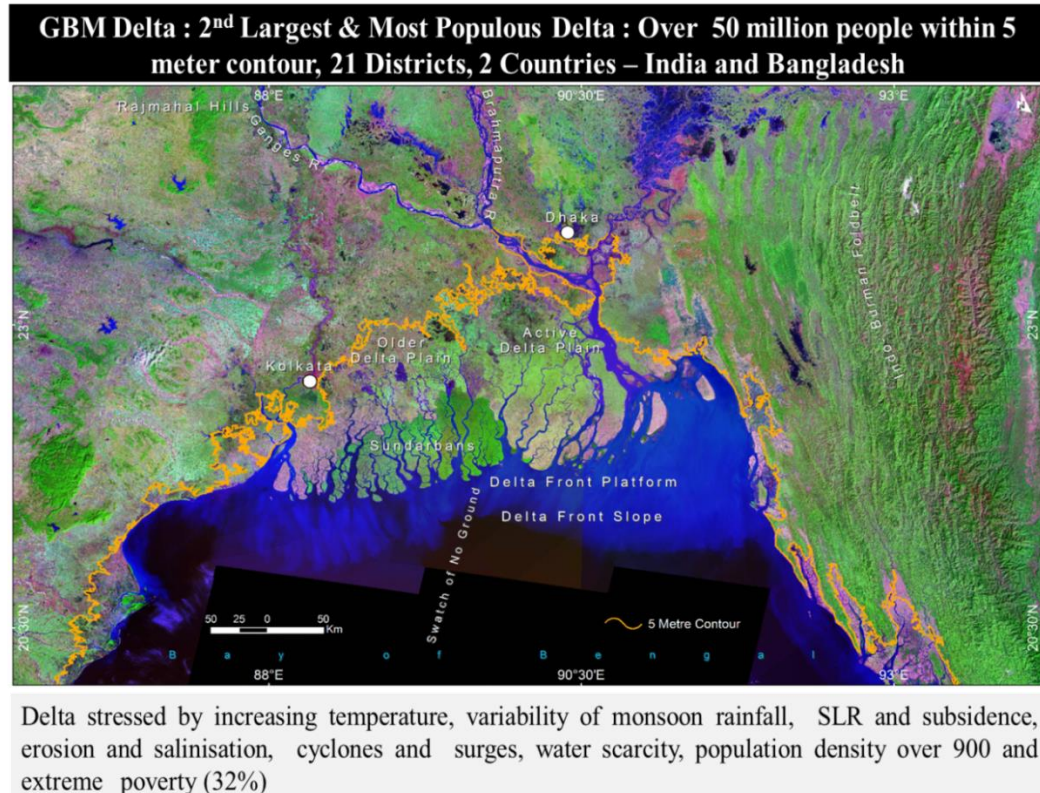 GBM Delta : 2nd Largest & Most Populous Delta : Over 50 million people within 5
meter contour, 21 Districts, 2 Countries – India and Bangladesh
88°E
90°30'E
93°E
Rajmahal Hills
Ganges R
Brahmaputra R
Dhaka
Indo Burman Foldbelt
23°N
23°N
Older
Delta Plain
Active
Delta Plain
Kolkata
Sundarbans
Delta Front Platform
Delta Front Slope
Swatch of No Ground
20°30'N
20°30'N
50 25 0 50
Km
5 Metre Contour
Bay of Bengal
88°E
90°30'E
93°E
Delta stressed by increasing temperature, variability of monsoon rainfall, SLR and subsidence,
erosion and salinisation, cyclones and surges, water scarcity, population density over 900 and
extreme poverty (32%)